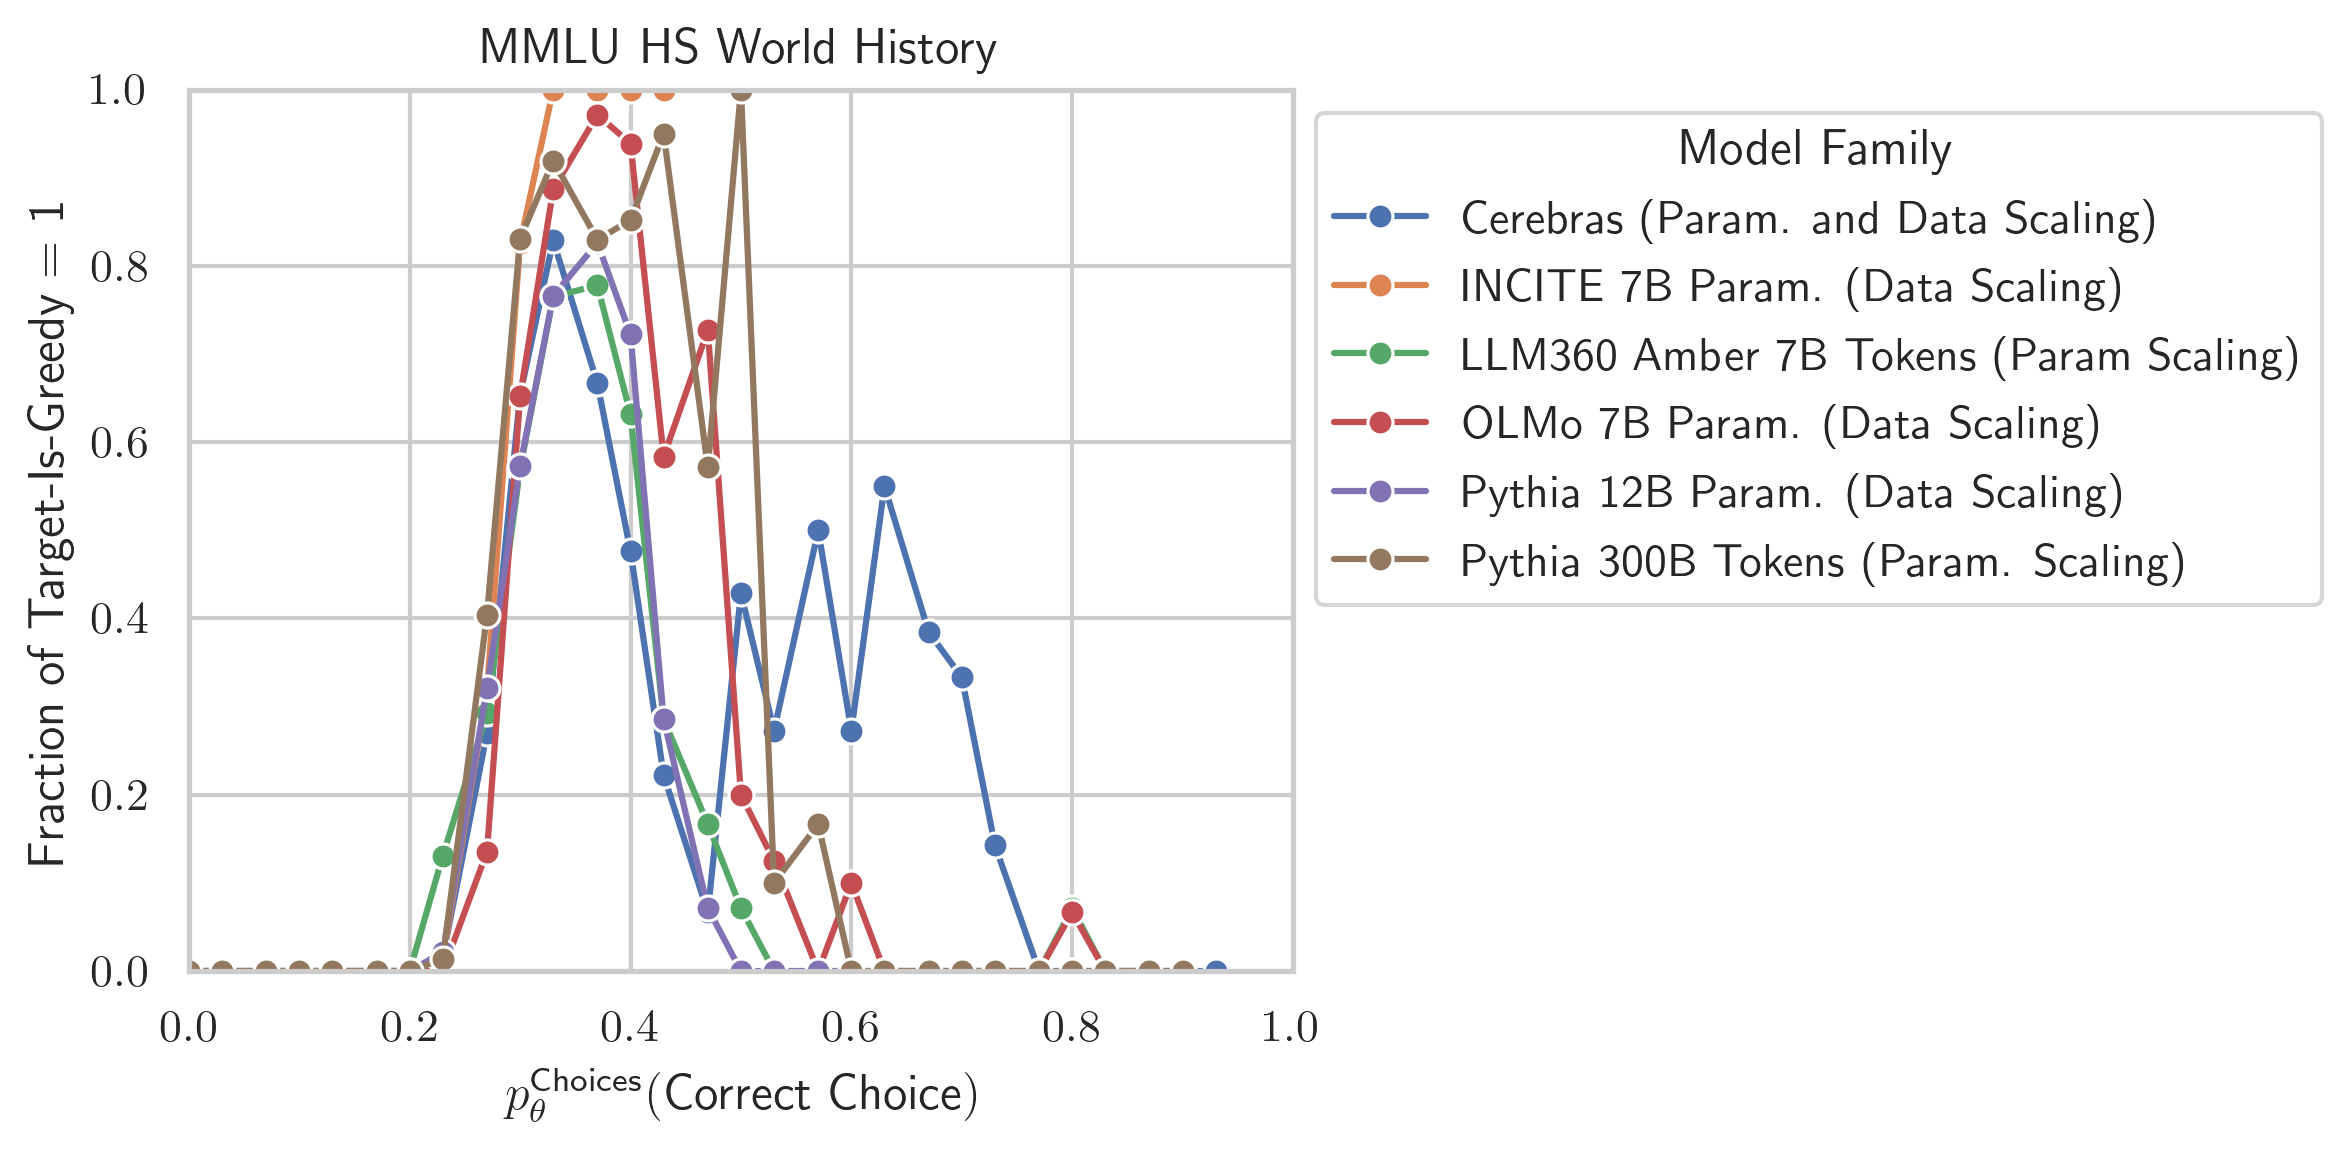 MMLU HS World History
Fraction of Target-Is-Greedy = 1
1.0
0.8
0.6
0.4
0.2
0.0
0.0 0.2 0.4 0.6 0.8 1.0
p_θ^Choices(Correct Choice)
Model Family
Cerebras (Param. and Data Scaling)
INCITE 7B Param. (Data Scaling)
LLM360 Amber 7B Tokens (Param Scaling)
OLMo 7B Param. (Data Scaling)
Pythia 12B Param. (Data Scaling)
Pythia 300B Tokens (Param. Scaling)